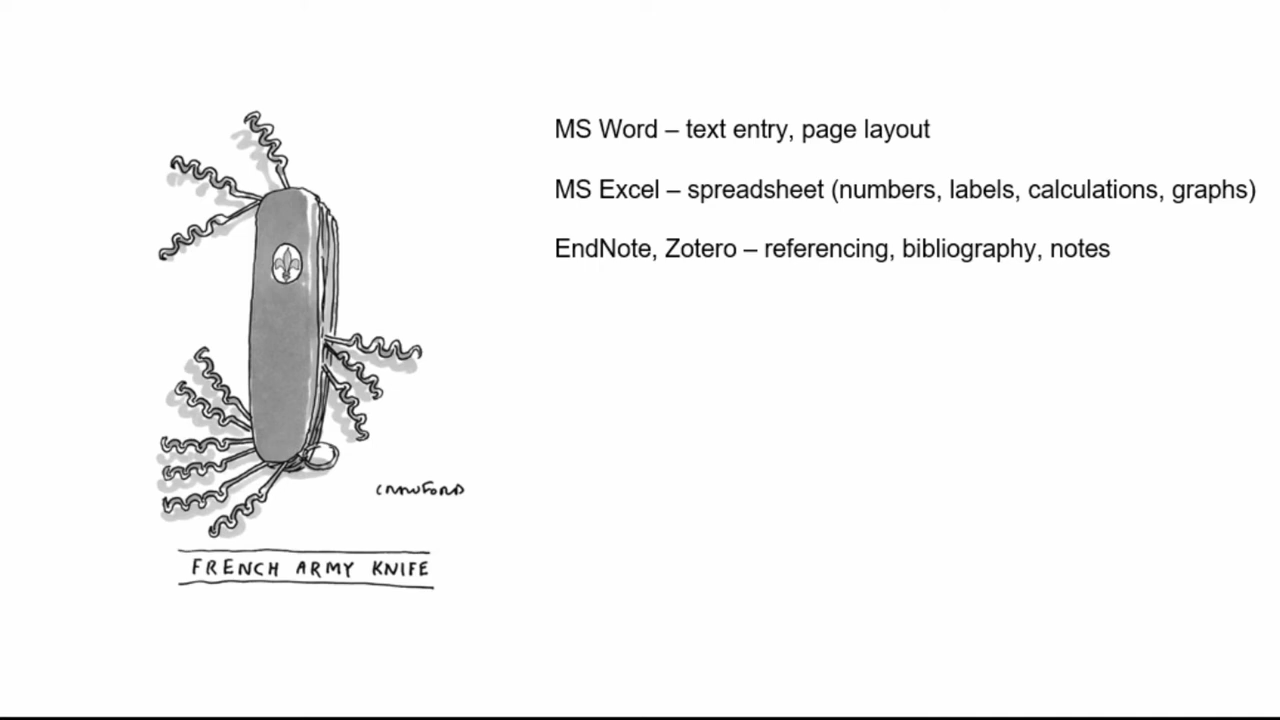 MS Word – text entry, page layout
MS Excel – spreadsheet (numbers, labels, calculations, graphs)
EndNote, Zotero – referencing, bibliography, notes
CRAWFORD
FRENCH ARMY KNIFE